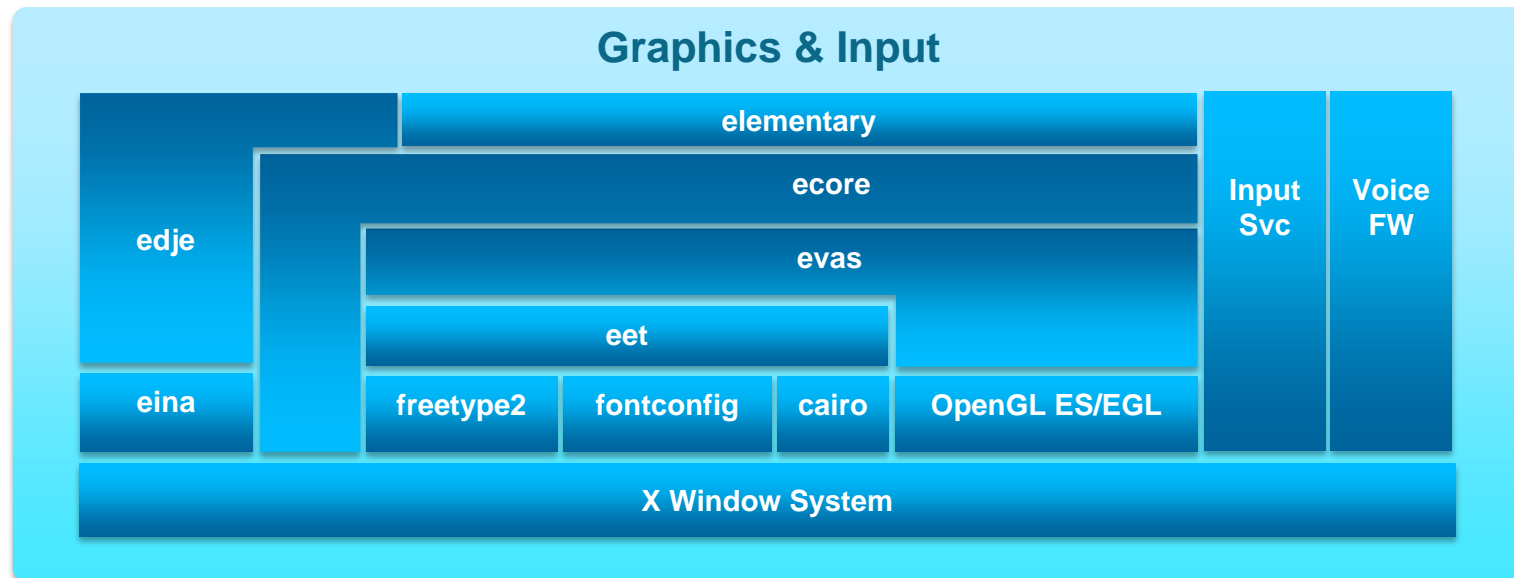 Graphics & Input
elementary
ecore
Input
Svc
Voice
FW
edje
evas
eet
eina
freetype2
fontconfig
cairo
OpenGL ES/EGL
X Window System